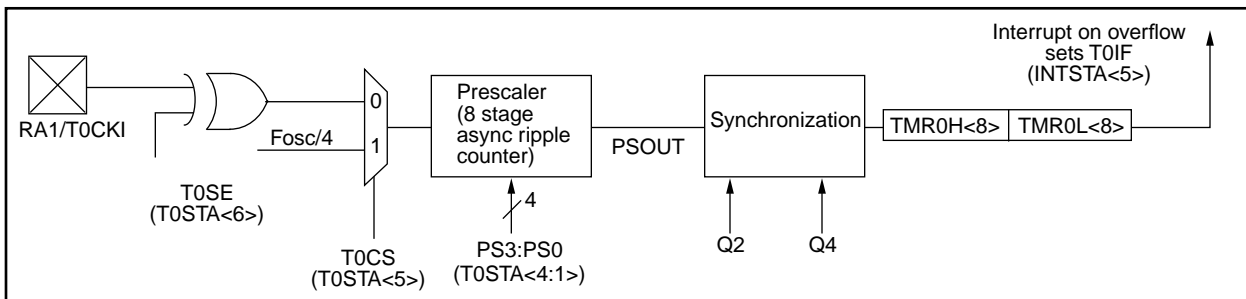 Interrupt on overflow
sets T0IF
(INTSTA<5>)
RA1/T0CKI
0
1
Fosc/4
Prescaler
(8 stage
async ripple
counter)
PSOUT
Synchronization
TMR0H<8> TMR0L<8>
T0SE
(T0STA<6>)
4
T0CS
(T0STA<5>)
PS3:PS0
(T0STA<4:1>)
Q2
Q4